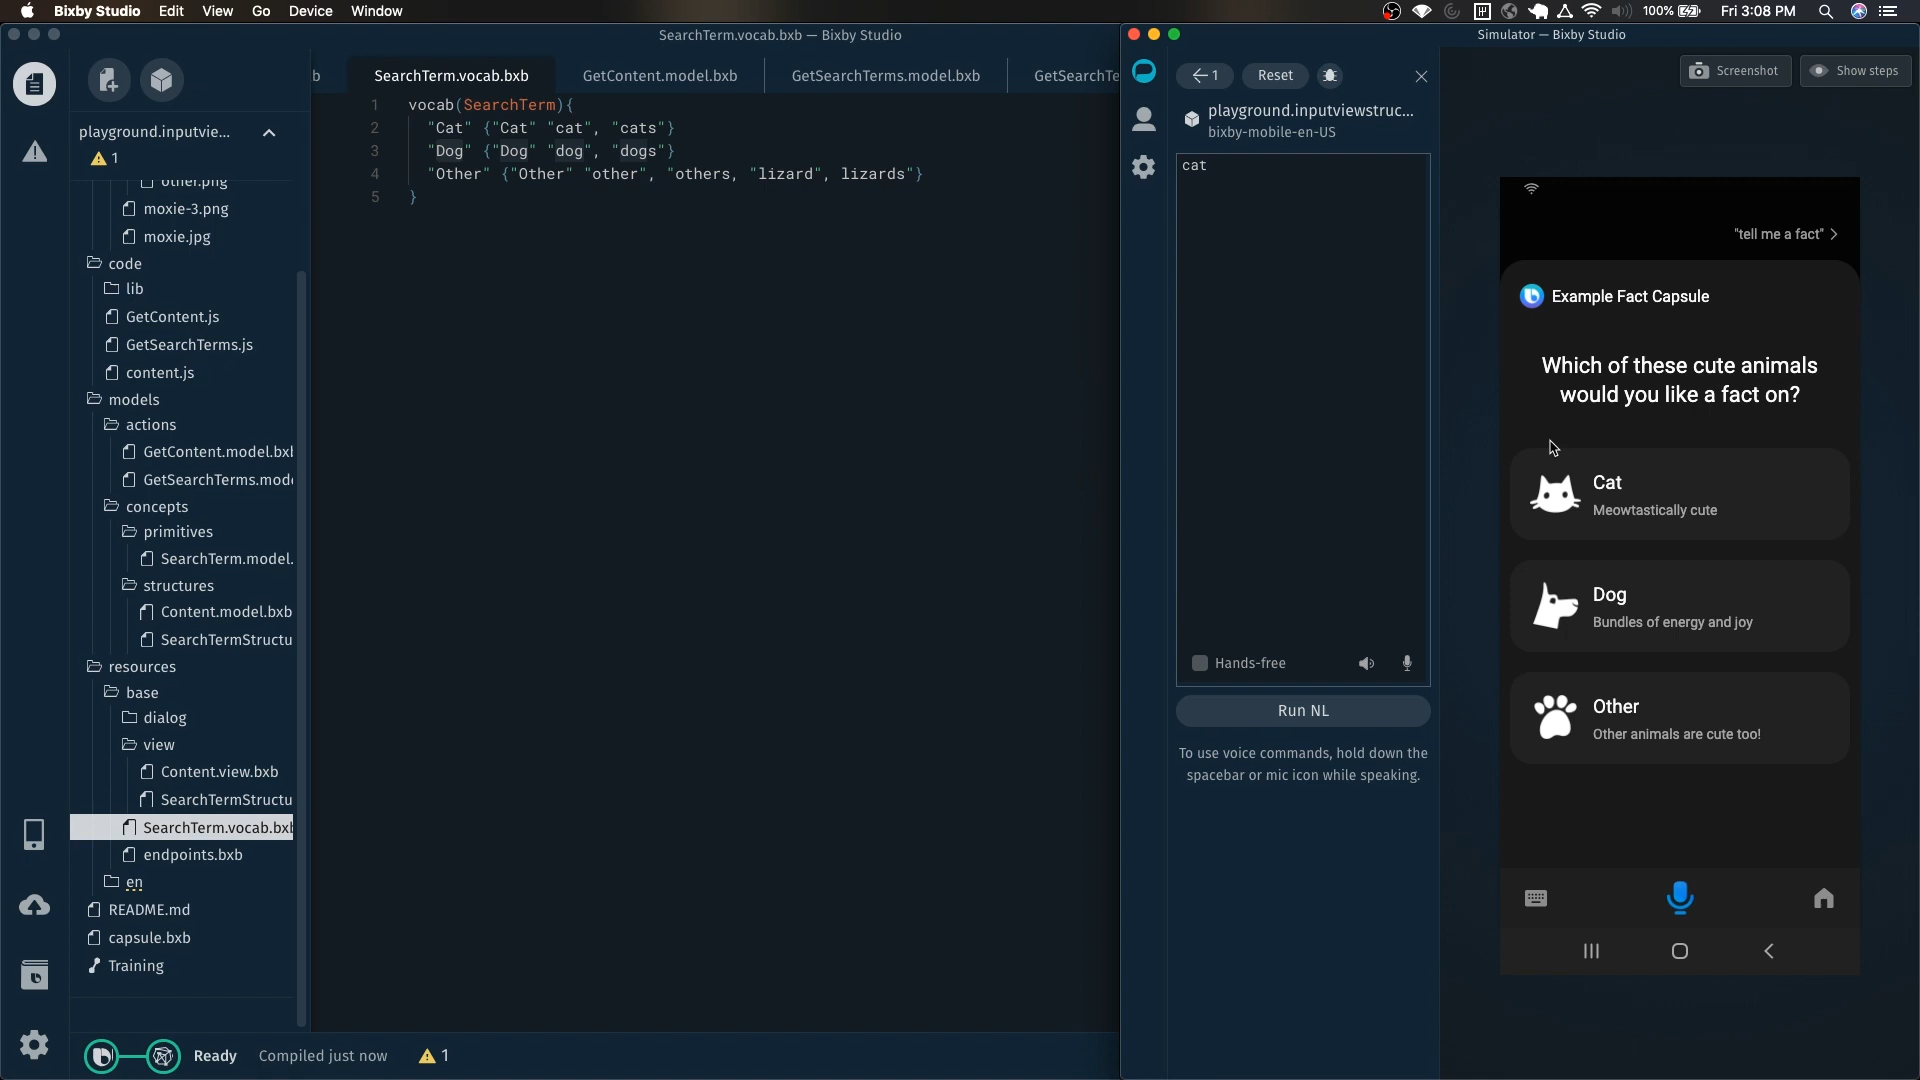 Bixby Studio Edit View Go Device Window
100% Fri 3:08 PM
SearchTerm.vocab.bxb — Bixby Studio
b SearchTerm.vocab.bxb GetContent.model.bxb GetSearchTerms.model.bxb GetSearchTe
playground.inputvie...
1
other.png
moxie-3.png
moxie.jpg
code
lib
GetContent.js
GetSearchTerms.js
content.js
models
actions
GetContent.model.bxb
GetSearchTerms.mode
concepts
primitives
SearchTerm.model.
structures
Content.model.bxb
SearchTermStructu
resources
base
dialog
view
Content.view.bxb
SearchTermStructu
SearchTerm.vocab.bxb
endpoints.bxb
en
README.md
capsule.bxb
Training
1 vocab(SearchTerm){
2 "Cat" {"Cat" "cat", "cats"}
3 "Dog" {"Dog" "dog", "dogs"}
4 "Other" {"Other" "other", "others, "lizard", lizards"}
5 }
Ready Compiled just now 1
Simulator — Bixby Studio
1 Reset
Screenshot Show steps
playground.inputviewstruc...
bixby-mobile-en-US
cat
Hands-free
Run NL
To use voice commands, hold down the
spacebar or mic icon while speaking.
"tell me a fact"
Example Fact Capsule
Which of these cute animals
would you like a fact on?
Cat
Meowtastically cute
Dog
Bundles of energy and joy
Other
Other animals are cute too!